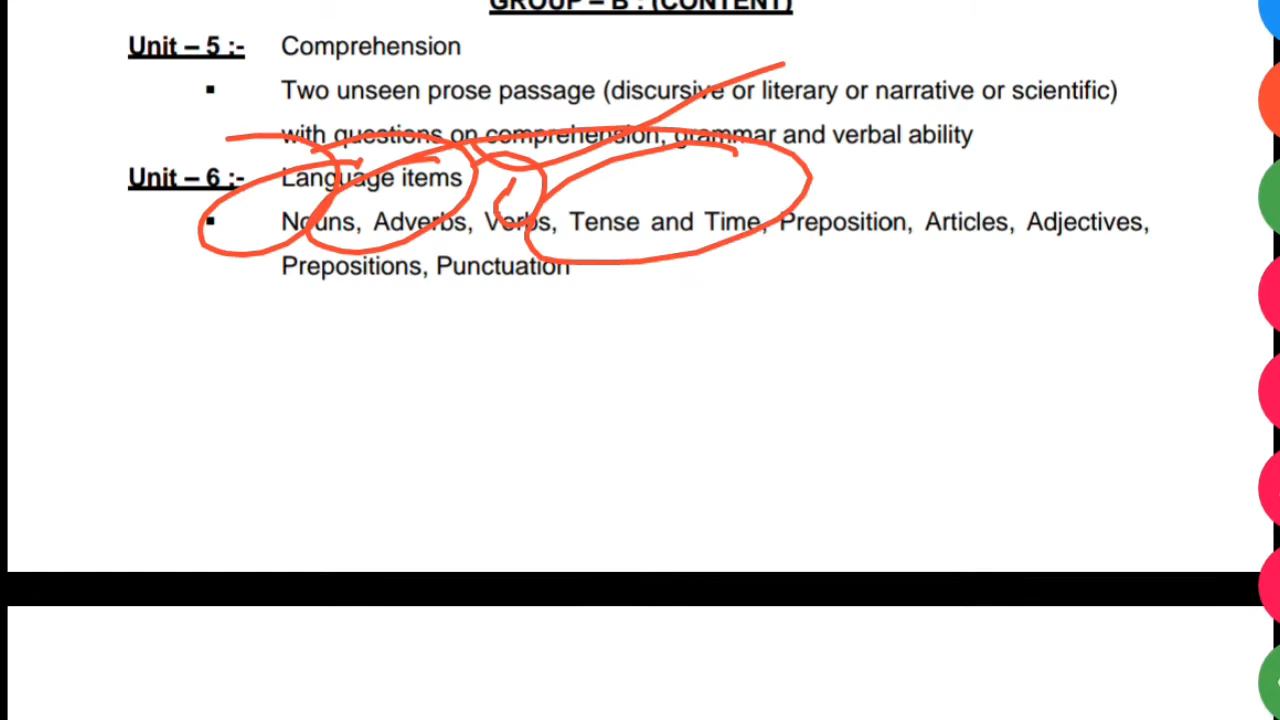 GROUP – B : (CONTENT)
Unit – 5 :- Comprehension
▪ Two unseen prose passage (discursive or literary or narrative or scientific)
with questions on comprehension, grammar and verbal ability
Unit – 6 :- Language items
▪ Nouns, Adverbs, Verbs, Tense and Time, Preposition, Articles, Adjectives,
Prepositions, Punctuation